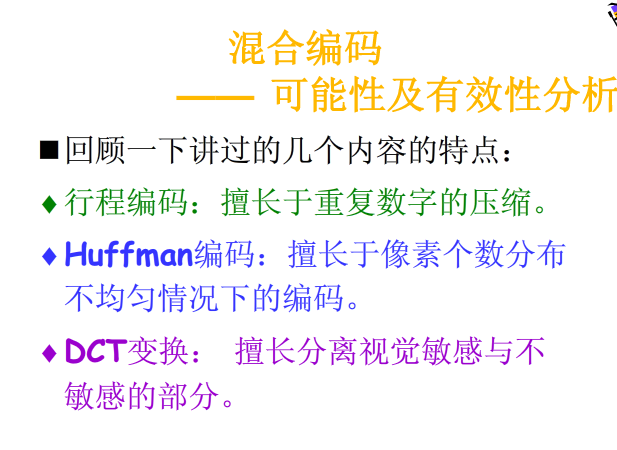 混合编码
—— 可能性及有效性分析
■回顾一下讲过的几个内容的特点：
♦行程编码：擅长于重复数字的压缩。
♦Huffman编码：擅长于像素个数分布
不均匀情况下的编码。
♦DCT变换： 擅长分离视觉敏感与不
敏感的部分。